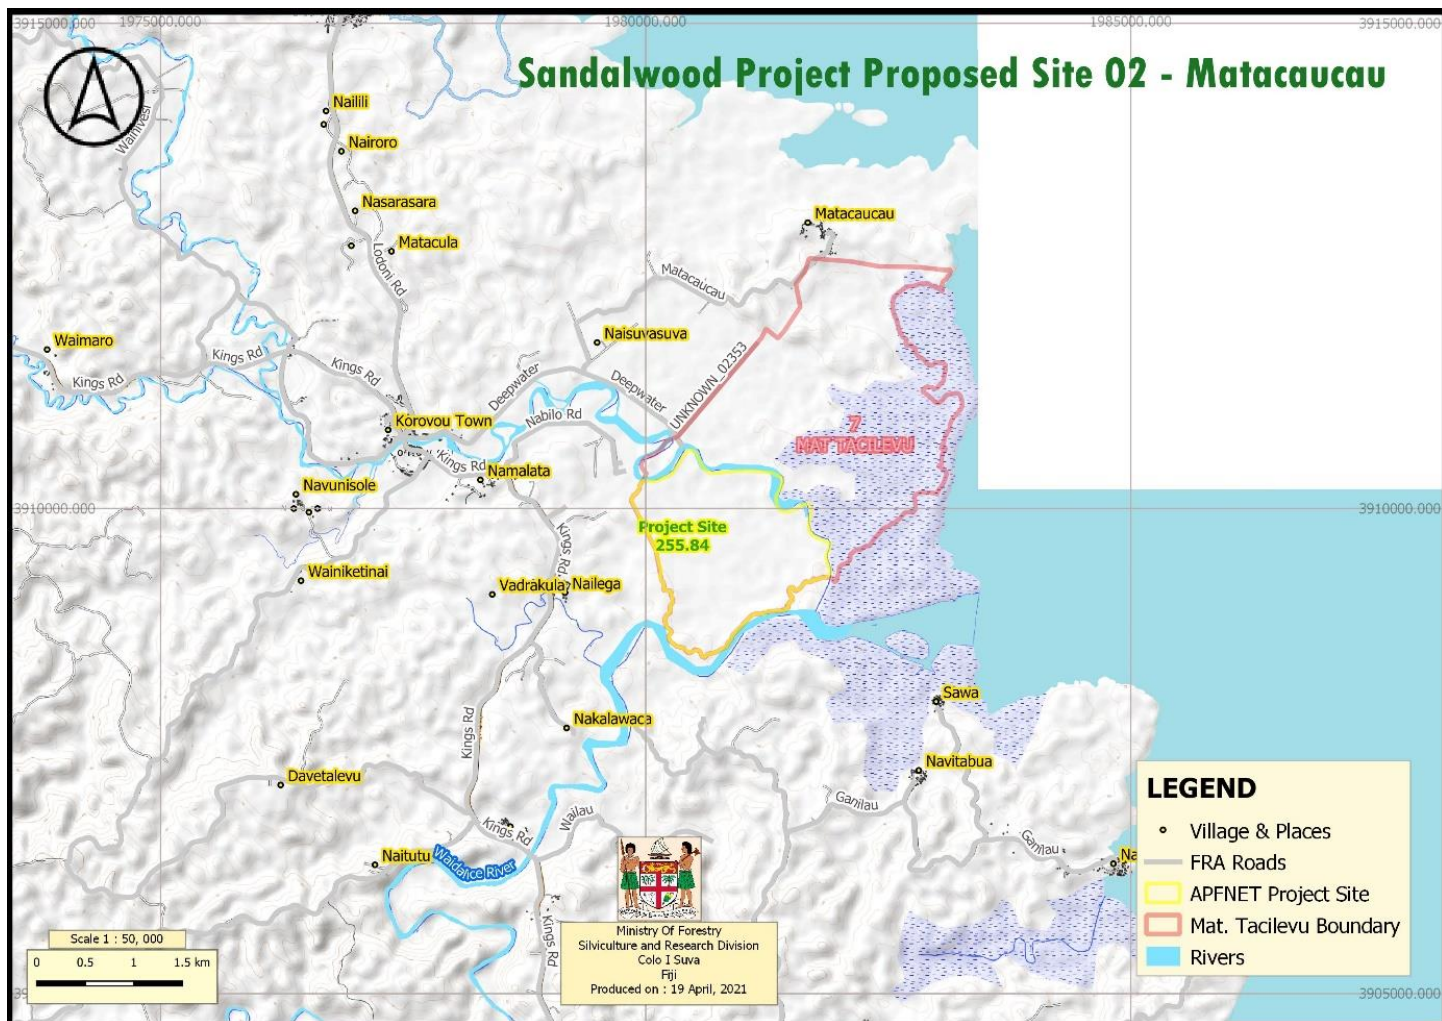 3915000.000
1975000.000
1980000.000
1985000.000
3915000.000
Sandalwood Project Proposed Site 02 - Matacaucau
Wainivesi
Nailili
Nairoro
Nasarasara
Matacula
Lodoni Rd
Matacaucau
Matacaucau
Waimaro
Kings Rd
Kings Rd
Kings Rd
Naisuvasuva
Deepwater
Deepwater
UNKNOWN_02353
Nabilo Rd
Korovou Town
Kings Rd
Namalata
7
MAT TACILEVU
Navunisole
3910000.000
3910000.000
Project Site
255.84
Kings Rd
Wainiketinai
Vadrakula
Nailega
Sawa
Kings Rd
Nakalawaca
Navitabua
Davetalevu
Ganilau
Kings Rd
Wailau
Ganilau
Naitutu
Waidalice River
Na
Kings Rd
LEGEND
Village & Places
FRA Roads
APFNET Project Site
Mat. Tacilevu Boundary
Rivers
Ministry Of Forestry
Silviculture and Research Division
Colo I Suva
Fiji
Produced on : 19 April, 2021
Scale 1 : 50, 000
0 0.5 1 1.5 km
3905000.000